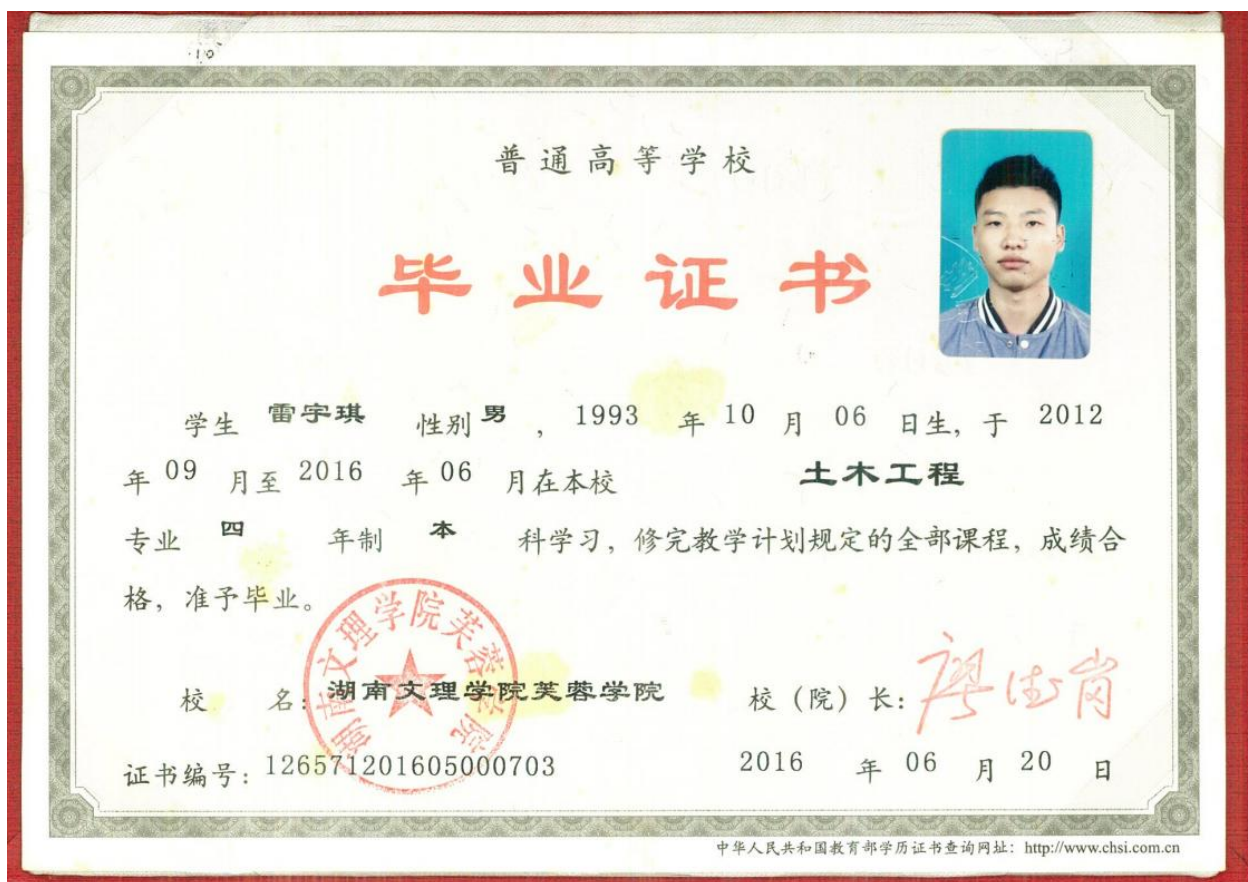 普通高等学校
毕业证书
学生 雷宇琪 性别 男 , 1993 年 10 月 06 日生, 于 2012
年 09 月至 2016 年 06 月在本校 土木工程
专业 四 年制 本 科学习, 修完教学计划规定的全部课程, 成绩合
格, 准予毕业。
湖南文理学院芙蓉学院
校 名: 湖南文理学院芙蓉学院 校 (院) 长: 廖德岗
证书编号: 126571201605000703 2016 年 06 月 20 日
中华人民共和国教育部学历证书查询网址: http://www.chsi.com.cn